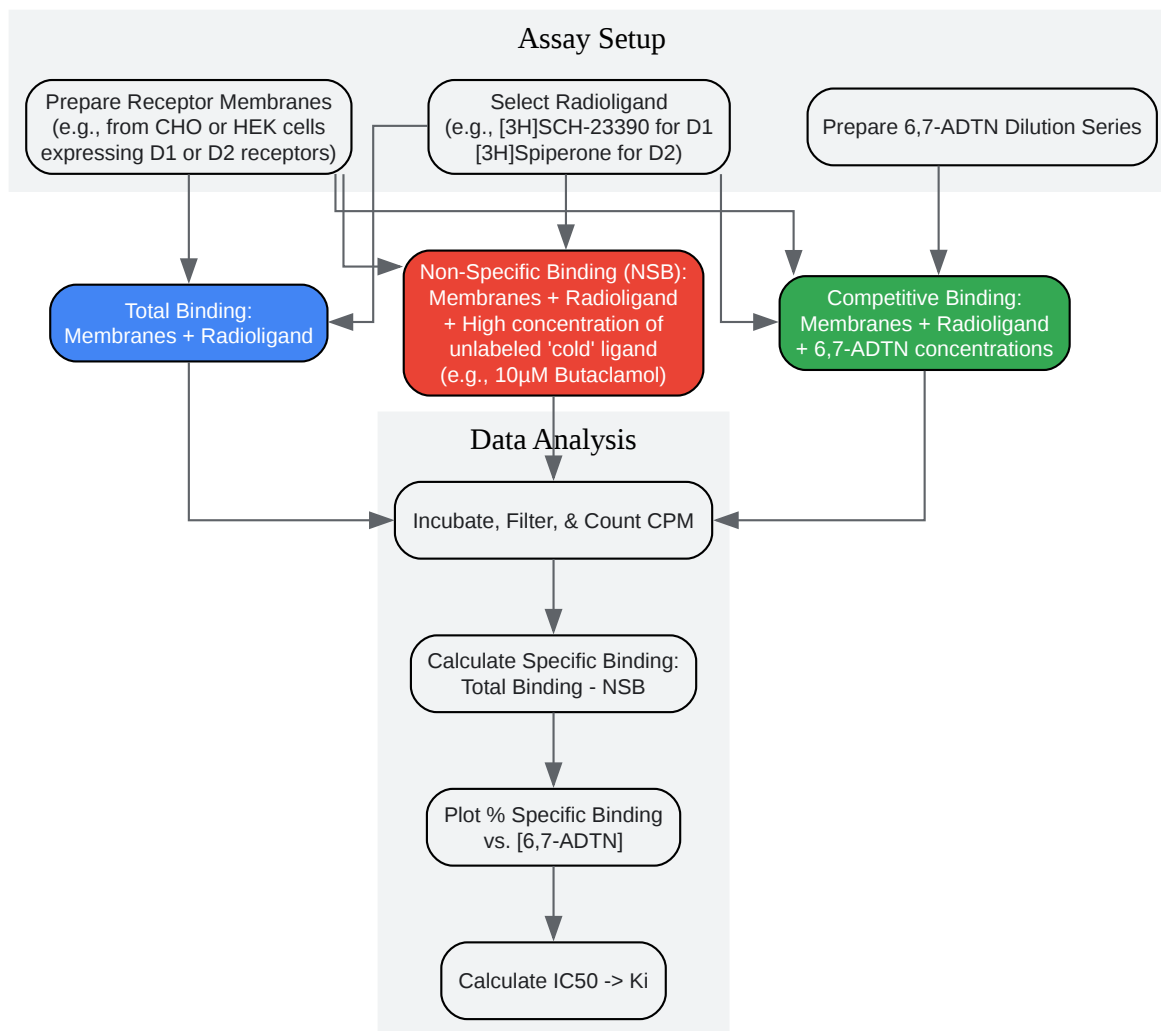 Assay Setup
Prepare Receptor Membranes
(e.g., from CHO or HEK cells
expressing D1 or D2 receptors)
Select Radioligand
(e.g., [3H]SCH-23390 for D1
[3H]Spiperone for D2)
Prepare 6,7-ADTN Dilution Series
Total Binding:
Membranes + Radioligand
Non-Specific Binding (NSB):
Membranes + Radioligand
+ High concentration of
unlabeled 'cold' ligand
(e.g., 10μM Butaclamol)
Competitive Binding:
Membranes + Radioligand
+ 6,7-ADTN concentrations
Data Analysis
Incubate, Filter, & Count CPM
Calculate Specific Binding:
Total Binding - NSB
Plot % Specific Binding
vs. [6,7-ADTN]
Calculate IC50 -> Ki